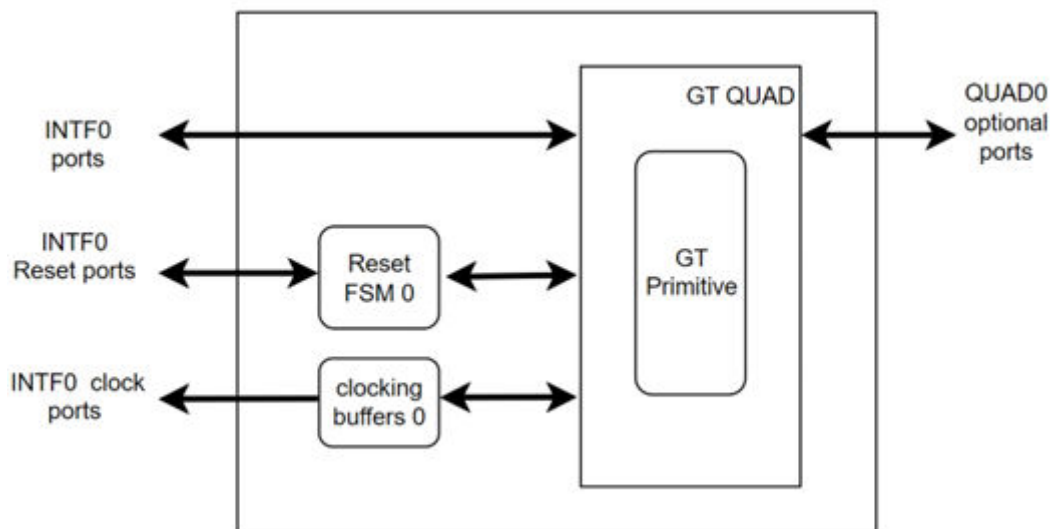 GT QUAD
QUAD0
optional
ports
INTF0
ports
INTF0
Reset ports
Reset
FSM 0
GT
Primitive
INTF0 clock
ports
clocking
buffers 0